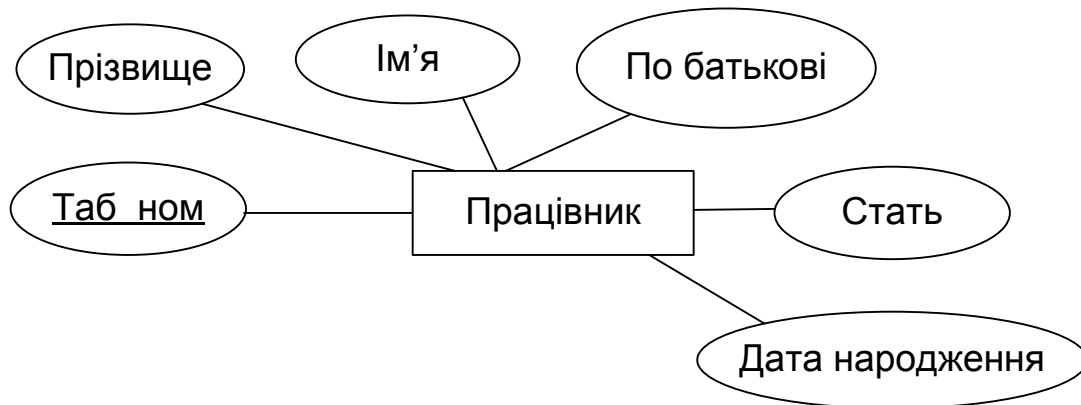 Прізвище
Ім’я
По батькові
Таб_ном
Працівник
Стать
Дата народження